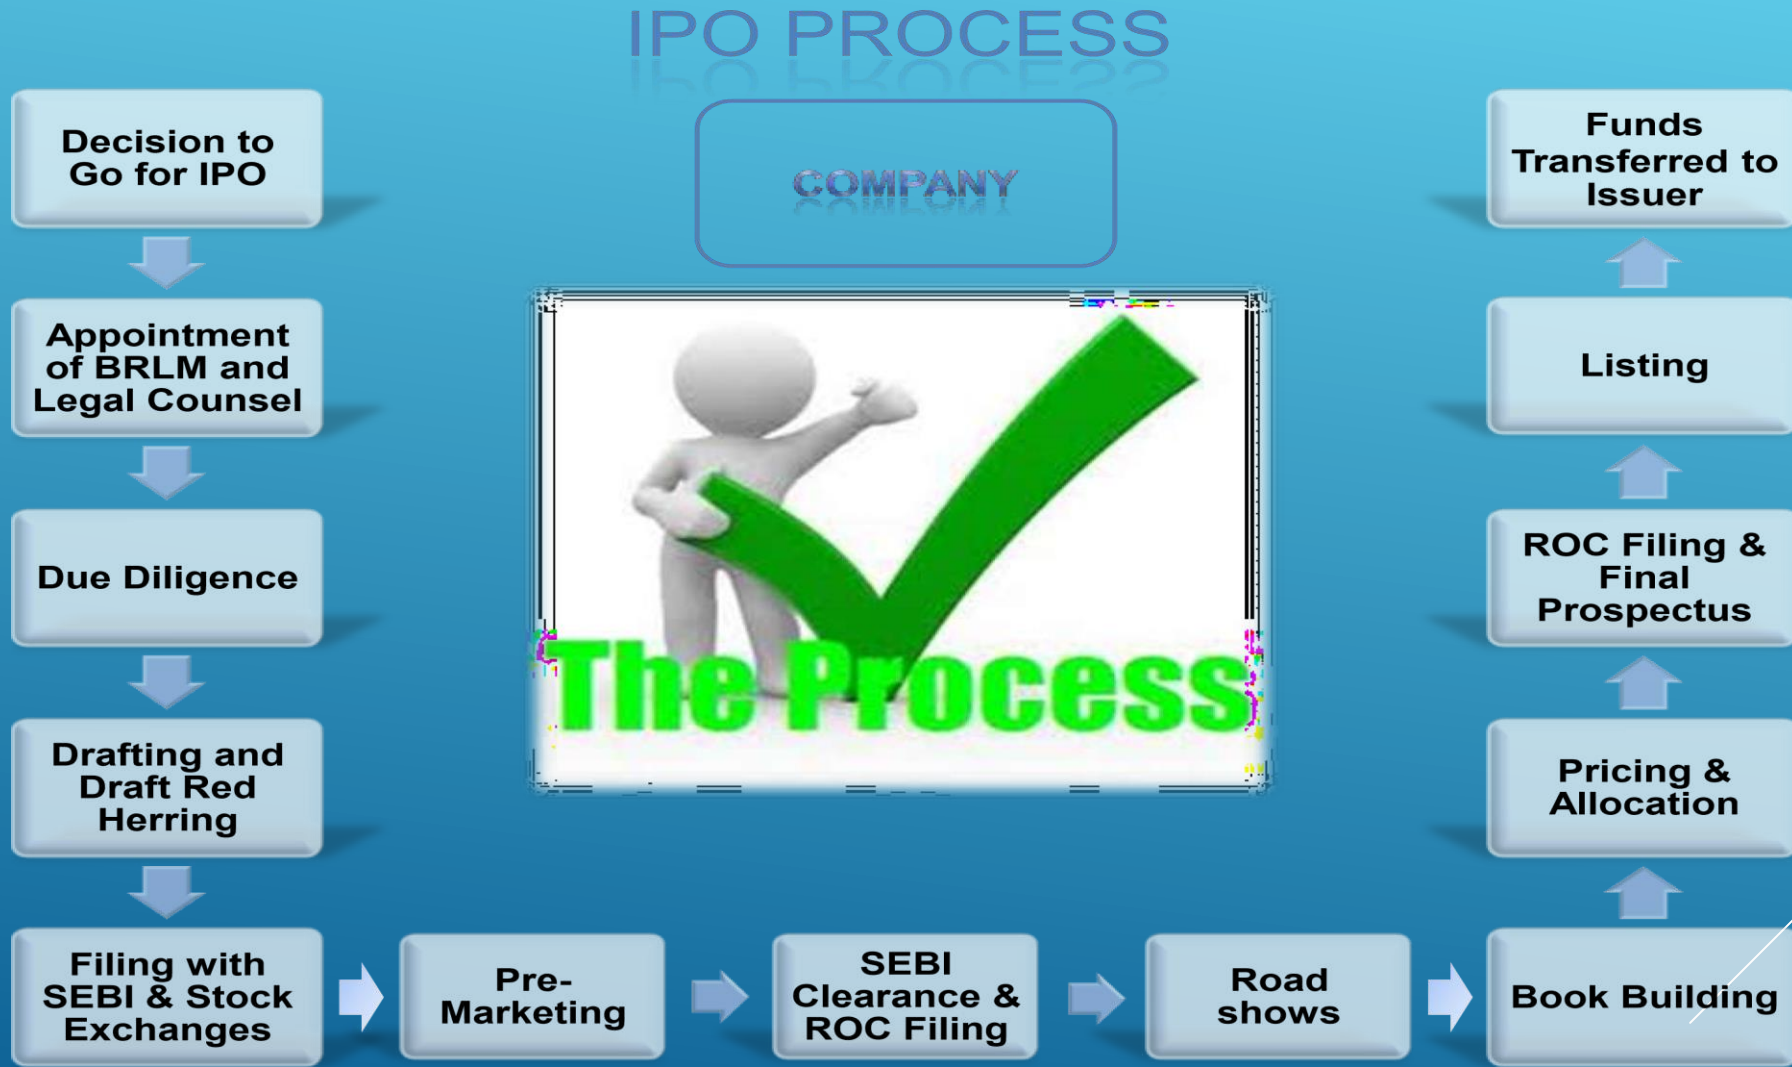 IPO PROCESS
COMPANY
Decision to
Go for IPO
Appointment
of BRLM and
Legal Counsel
Due Diligence
Drafting and
Draft Red
Herring
Filing with
SEBI & Stock
Exchanges
Pre-
Marketing
SEBI
Clearance &
ROC Filing
Road
shows
Book Building
Pricing &
Allocation
ROC Filing &
Final
Prospectus
Listing
Funds
Transferred to
Issuer
The Process